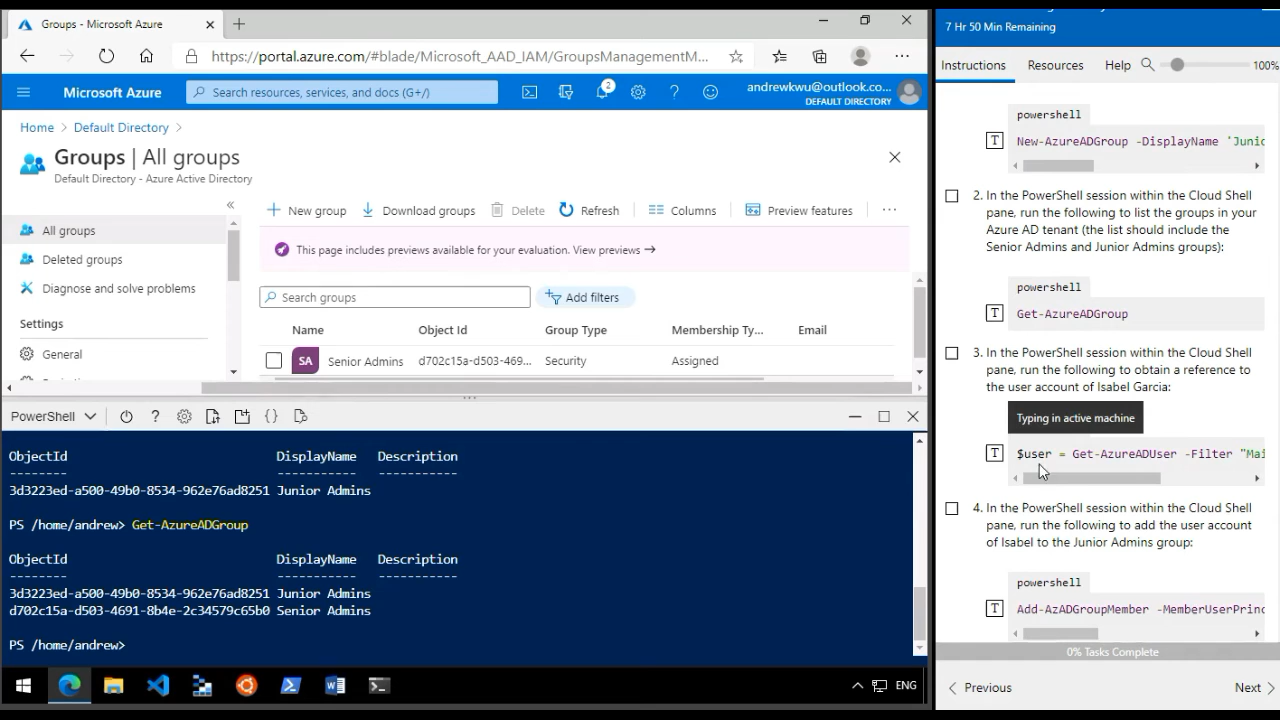 Groups - Microsoft Azure
https://portal.azure.com/#blade/Microsoft_AAD_IAM/GroupsManagementM...
Microsoft Azure
Search resources, services, and docs (G+/)
2
andrewkwu@outlook.co...
DEFAULT DIRECTORY
Home
Default Directory
Groups | All groups
Default Directory - Azure Active Directory
New group
Download groups
Delete
Refresh
Columns
Preview features
All groups
Deleted groups
Diagnose and solve problems
Settings
General
This page includes previews available for your evaluation. View previews →
Search groups
Add filters
Name Object Id Group Type Membership Ty... Email
SA Senior Admins d702c15a-d503-469... Security Assigned
PowerShell
ObjectId DisplayName Description
-------- ----------- -----------
3d3223ed-a500-49b0-8534-962e76ad8251 Junior Admins
PS /home/andrew> Get-AzureADGroup
ObjectId DisplayName Description
-------- ----------- -----------
3d3223ed-a500-49b0-8534-962e76ad8251 Junior Admins
d702c15a-d503-4691-8b4e-2c34579c65b0 Senior Admins
PS /home/andrew>
ENG
7 Hr 50 Min Remaining
Instructions
Resources
Help
100%
powershell
T New-AzureADGroup -DisplayName 'Junio
2. In the PowerShell session within the Cloud Shell
pane, run the following to list the groups in your
Azure AD tenant (the list should include the
Senior Admins and Junior Admins groups):
powershell
T Get-AzureADGroup
3. In the PowerShell session within the Cloud Shell
pane, run the following to obtain a reference to
the user account of Isabel Garcia:
Typing in active machine
T $user = Get-AzureADUser -Filter "Mai
4. In the PowerShell session within the Cloud Shell
pane, run the following to add the user account
of Isabel to the Junior Admins group:
powershell
T Add-AzADGroupMember -MemberUserPrinc
0% Tasks Complete
Previous
Next